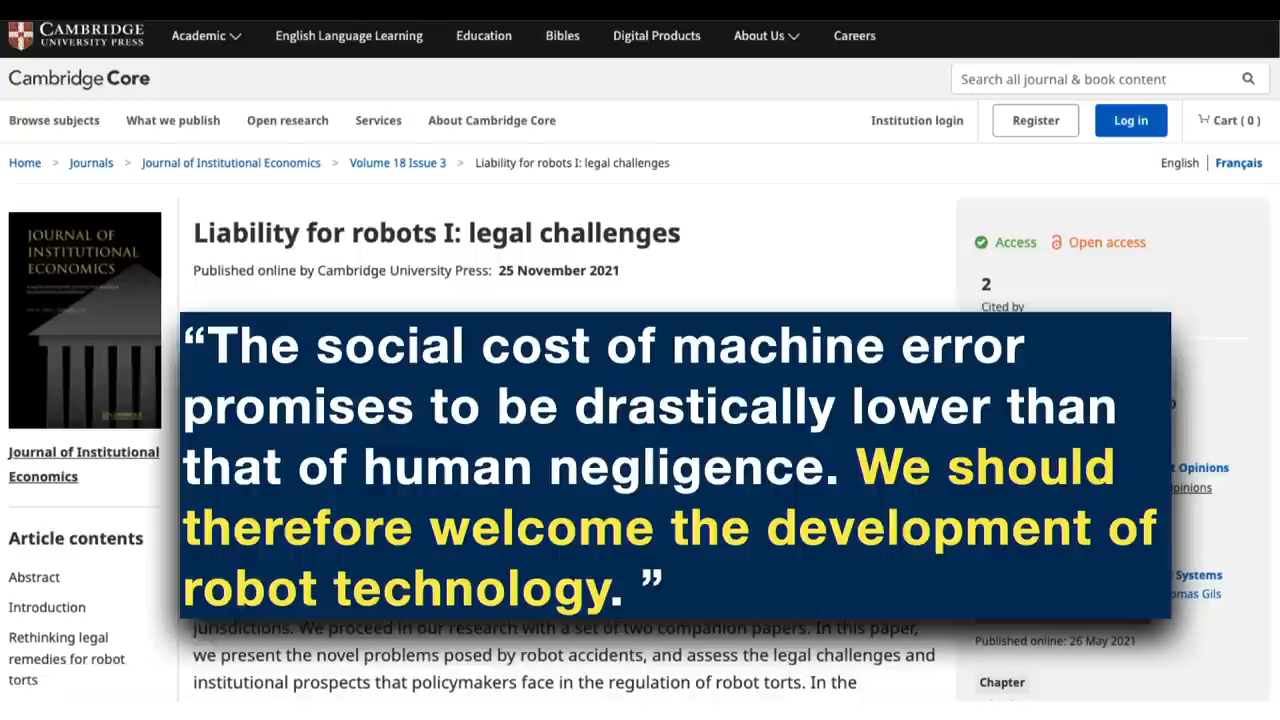 CAMBRIDGE
UNIVERSITY PRESS
Academic
English Language Learning
Education
Bibles
Digital Products
About Us
Careers
Cambridge Core
Search all journal & book content
Browse subjects
What we publish
Open research
Services
About Cambridge Core
Institution login
Register
Log in
Cart ( 0 )
Home > Journals > Journal of Institutional Economics > Volume 18 Issue 3 > Liability for robots I: legal challenges
English | Français
JOURNAL OF
INSTITUTIONAL
ECONOMICS
Journal of Institutional
Economics
Article contents
Abstract
Introduction
Rethinking legal
remedies for robot
torts
Liability for robots I: legal challenges
Published online by Cambridge University Press: 25 November 2021
“The social cost of machine error
promises to be drastically lower than
that of human negligence. We should
therefore welcome the development of
robot technology. ”
jurisdictions. We proceed in our research with a set of two companion papers. In this paper,
we present the novel problems posed by robot accidents, and assess the legal challenges and
institutional prospects that policymakers face in the regulation of robot torts. In the
Access
Open access
2
Cited by
Opinions
Systems
Gils
Published online: 26 May 2021
Chapter